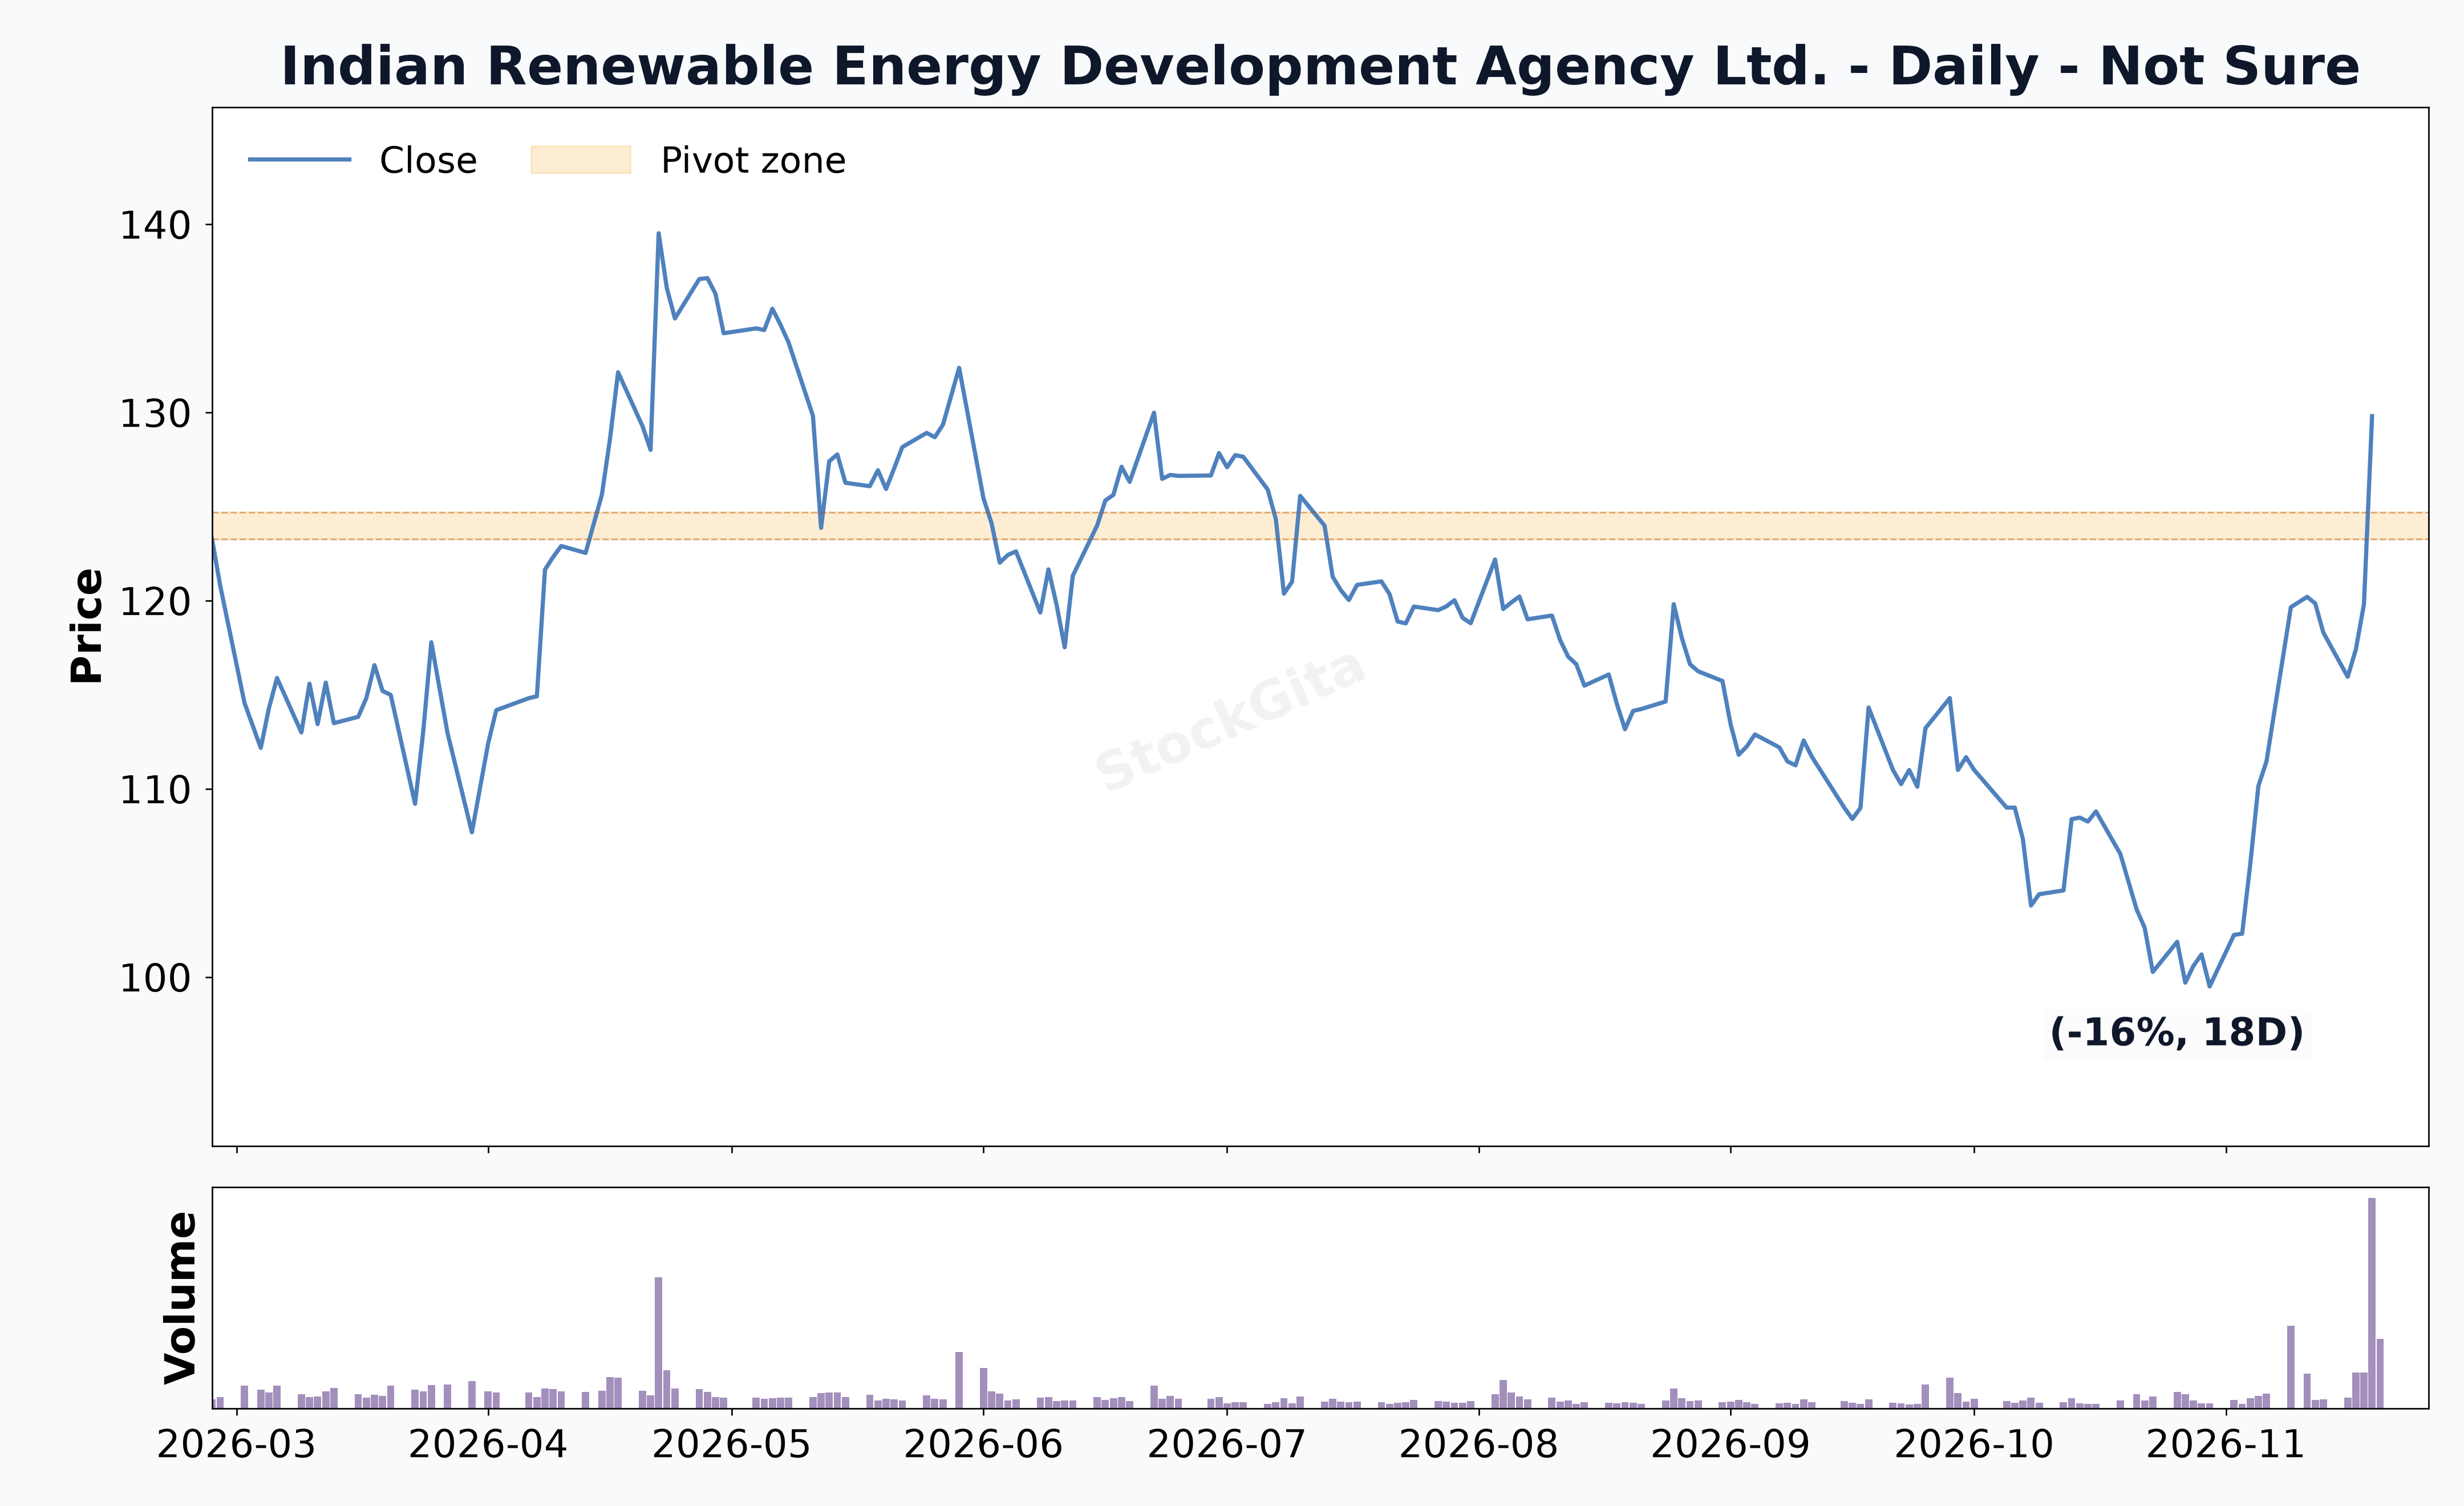 Indian Renewable Energy Development Agency Ltd. - Daily - Not Sure
Close
Pivot zone
140
130
120
110
100
Price
StockGita
(-16%, 18D)
Volume
2026-03
2026-04
2026-05
2026-06
2026-07
2026-08
2026-09
2026-10
2026-11